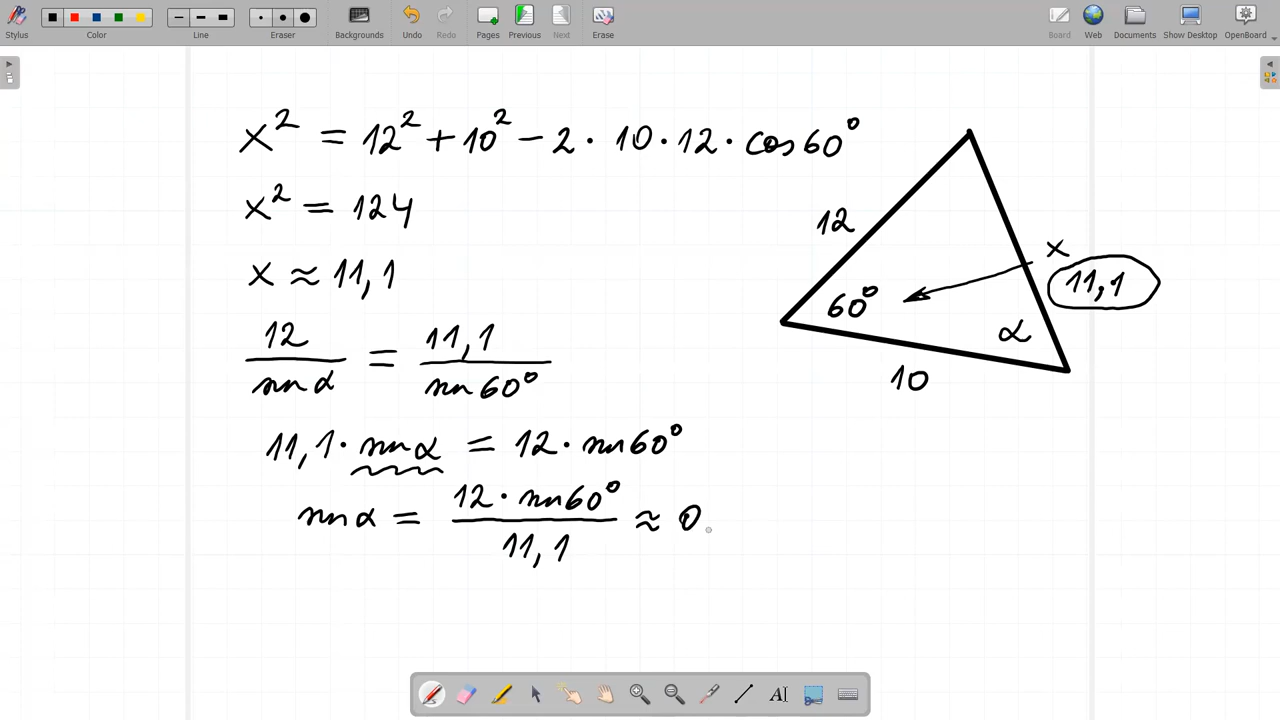 Stylus Color Line Eraser Backgrounds Undo Redo Pages Previous Next Erase Board Web Documents Show Desktop OpenBoard
x² = 12² + 10² − 2 · 10 · 12 · cos 60°
x² = 124
x ≈ 11,1
12 / sin α = 11,1 / sin 60°
11,1 · sin α = 12 · sin 60°
sin α = 12 · sin 60° / 11,1 ≈ 0
12
x
11,1
60°
α
10